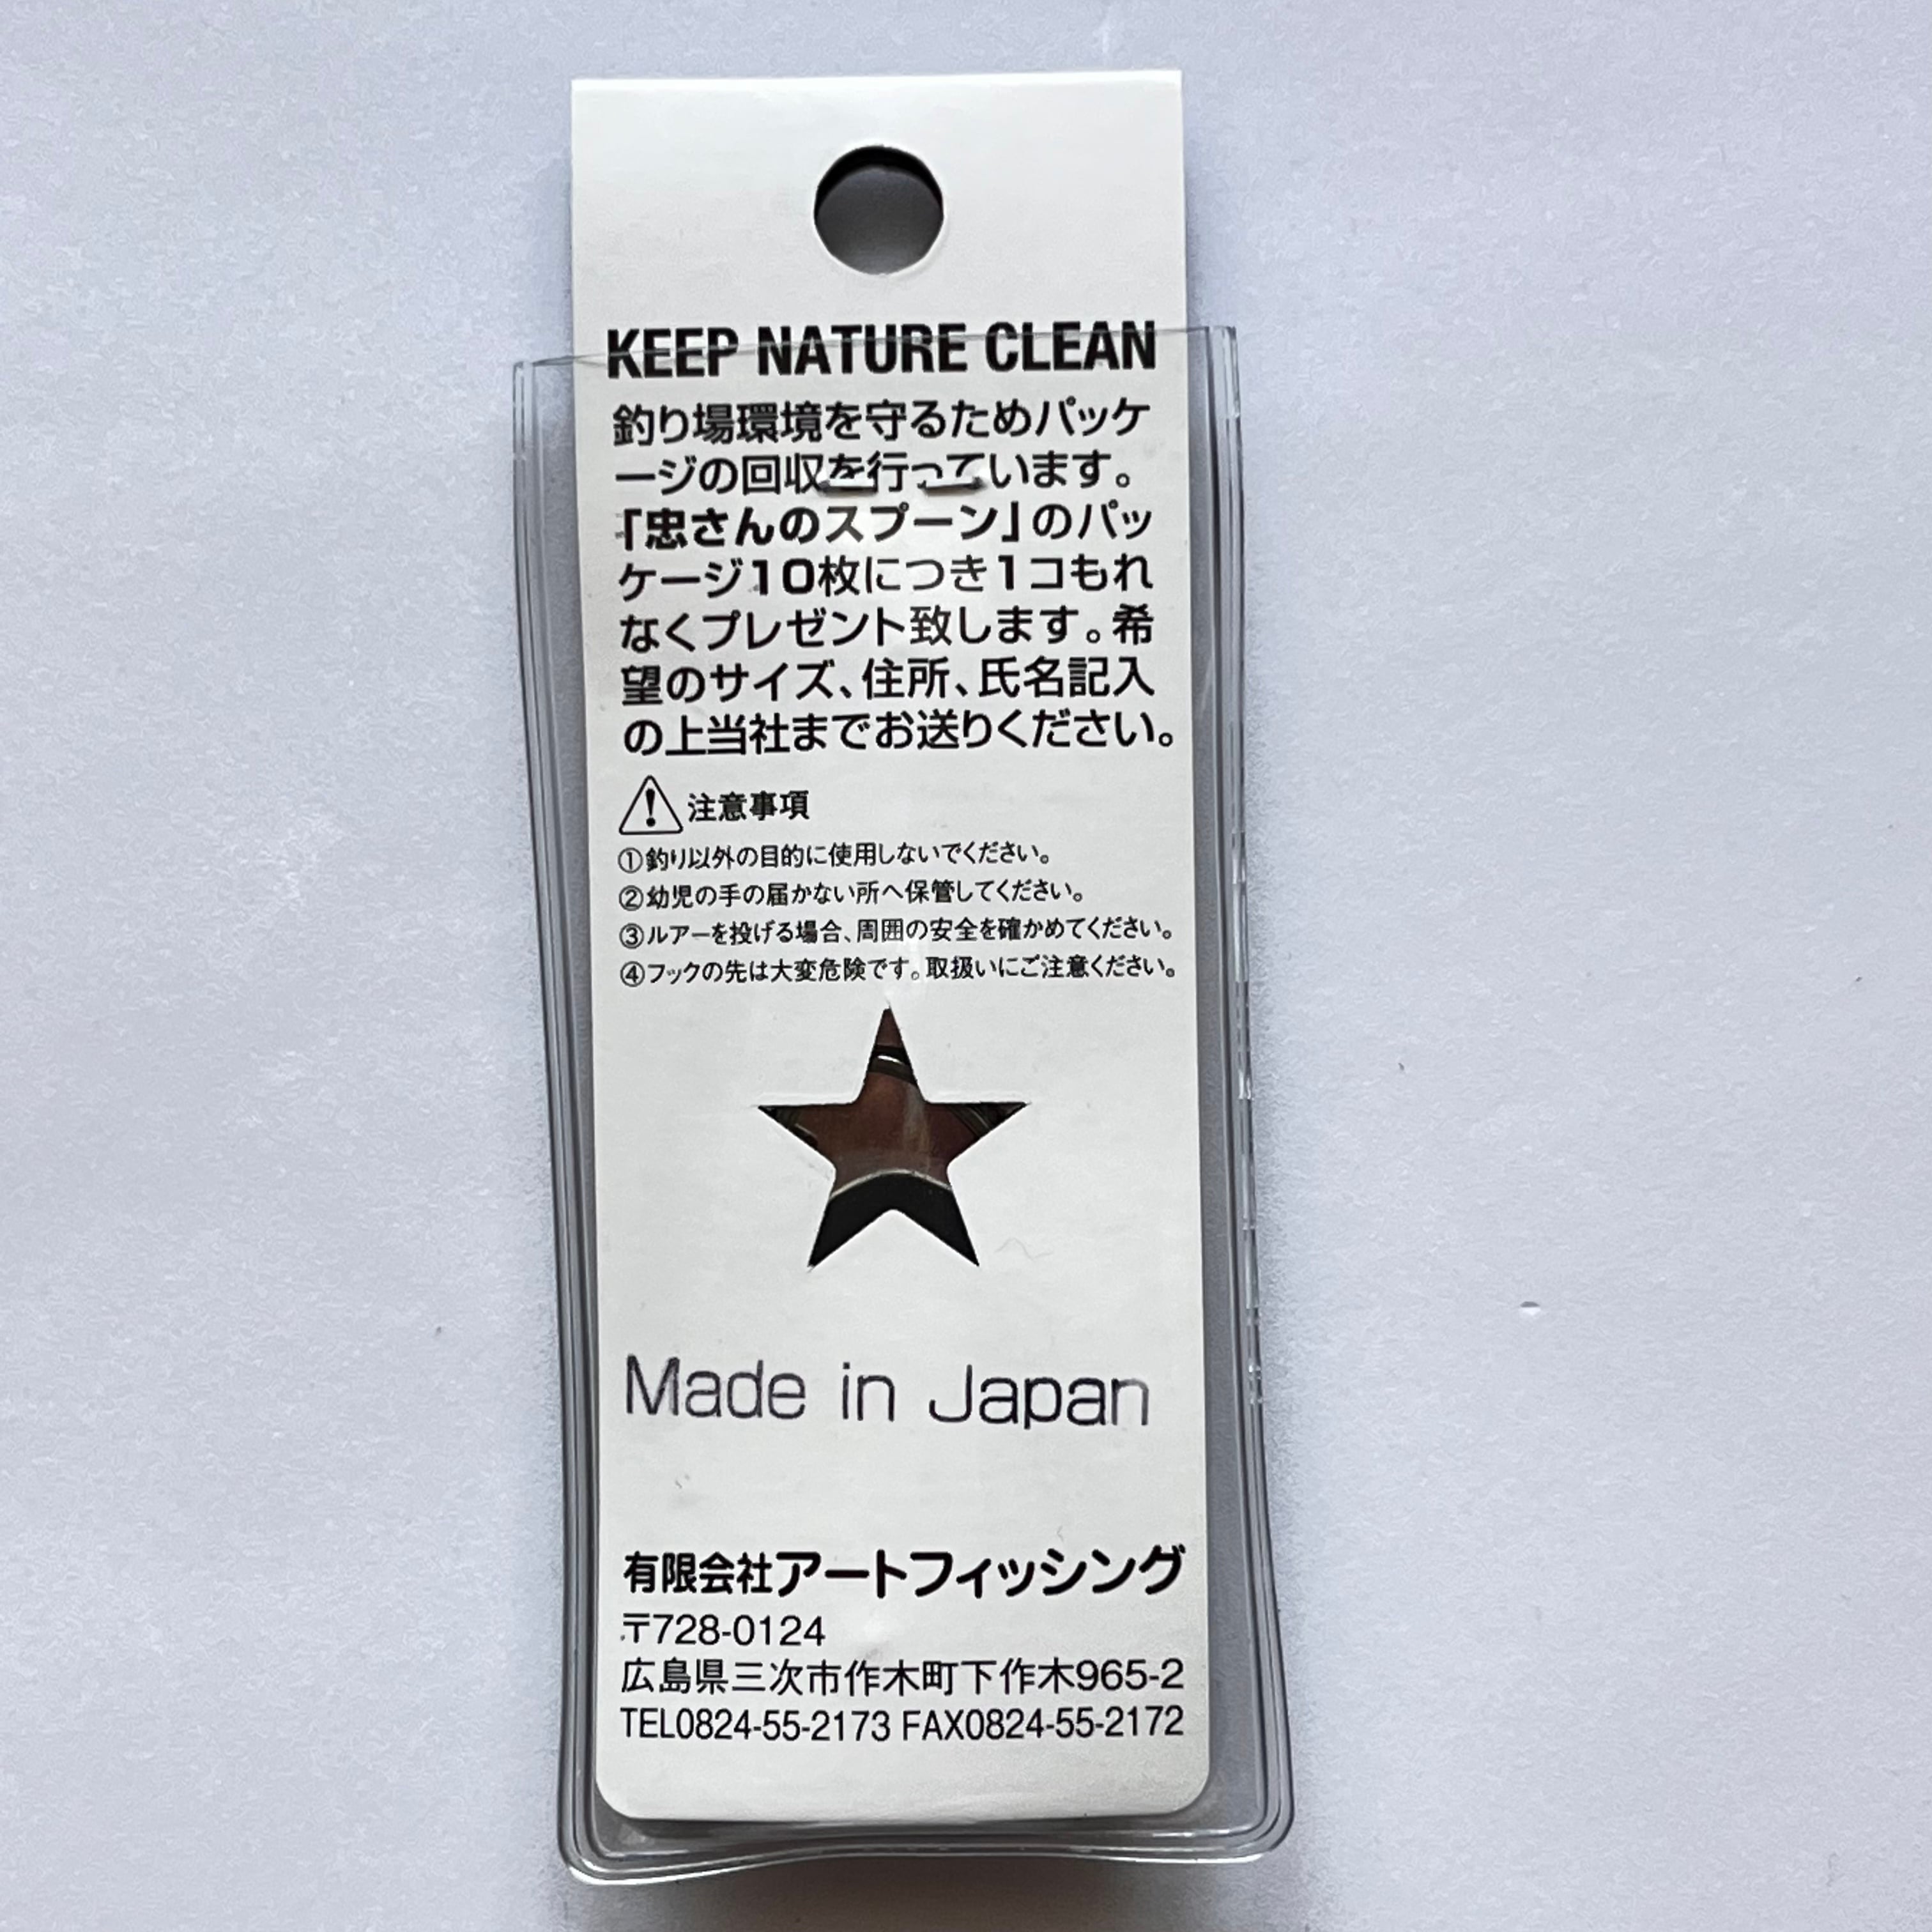 KEEP NATURE CLEAN
釣り場環境を守るためパッケ
ージの回収を行っています。
「忠さんのスプーン」のパッ
ケージ10枚につき1コもれ
なくプレゼント致します。希
望のサイズ、住所、氏名記入
の上当社までお送りください。
注意事項
①釣り以外の目的に使用しないでください。
②幼児の手の届かない所へ保管してください。
③ルアーを投げる場合、周囲の安全を確かめてください。
④フックの先は大変危険です。取扱いにご注意ください。
Made in Japan
有限会社アートフィッシング
〒728-0124
広島県三次市作木町下作木965-2
TEL0824-55-2173 FAX0824-55-2172